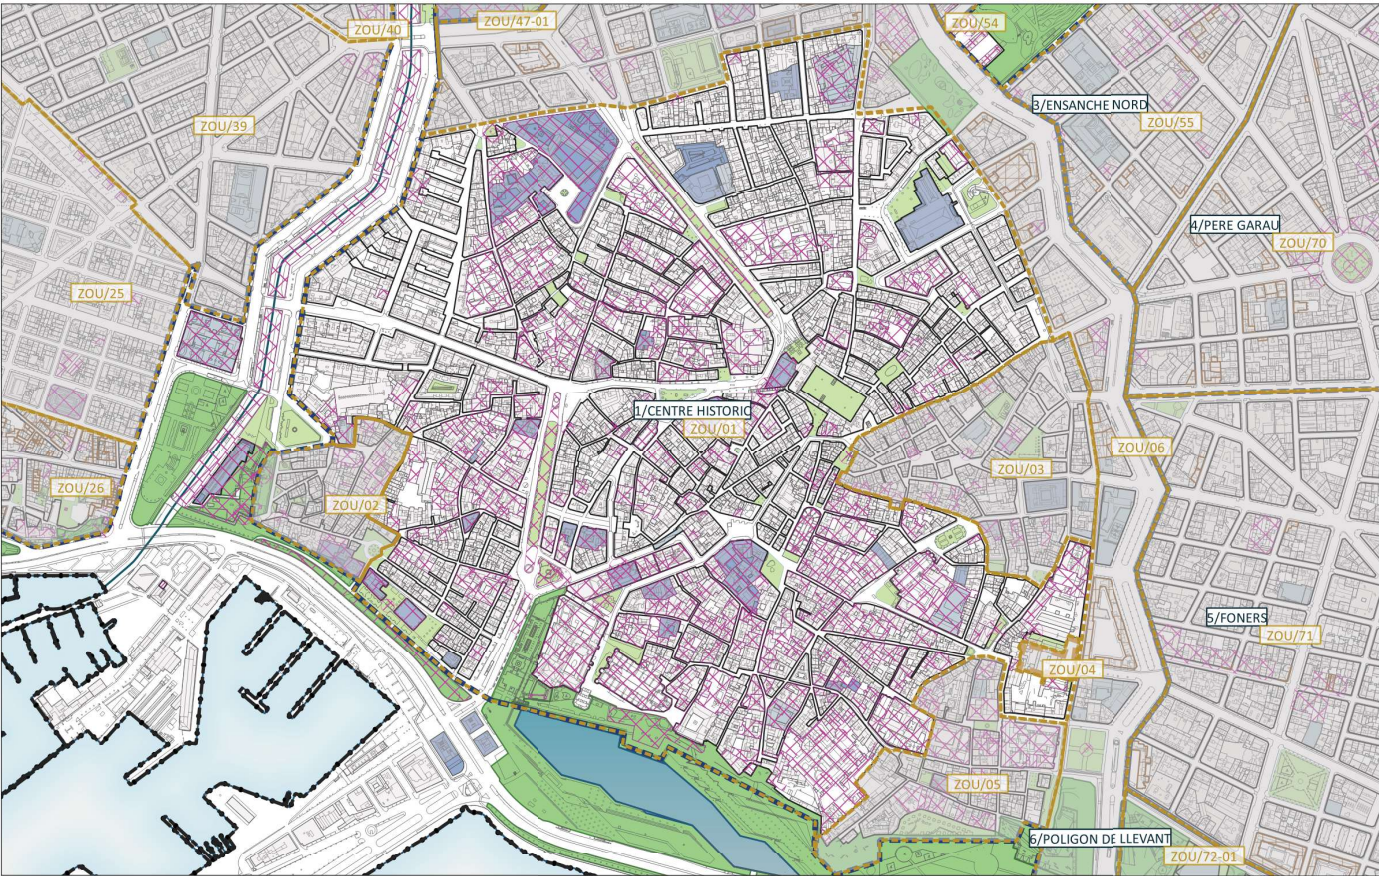 ZOU/40
ZOU/47-01
ZOU/54
3/ENSANCHE NORD
ZOU/55
ZOU/39
4/PERE GARAU
ZOU/70
ZOU/25
1/CENTRE HISTORIC
ZOU/01
ZOU/06
ZOU/03
ZOU/26
ZOU/02
5/FONERS
ZOU/71
ZOU/04
ZOU/05
6/POLIGON DE LLEVANT
ZOU/72-01